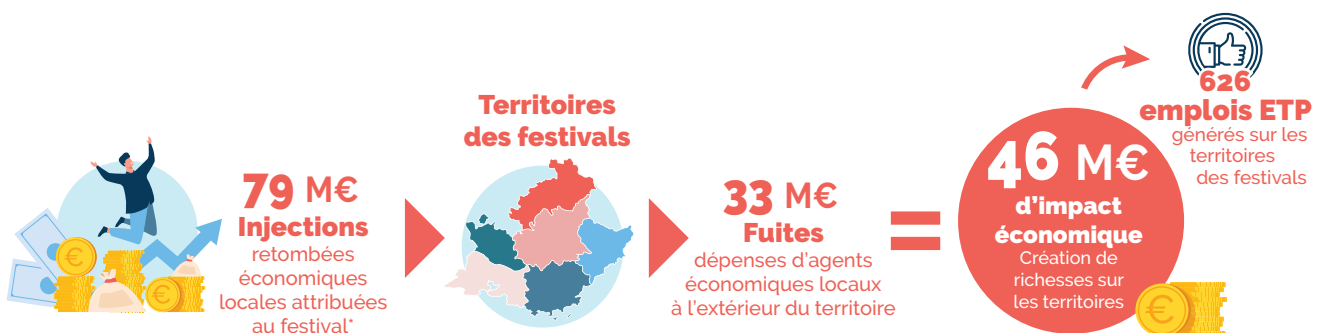 79 M€
Injections
retombées
économiques
locales attribuées
au festival*
Territoires
des festivals
33 M€
Fuites
dépenses d'agents
économiques locaux
à l'extérieur du territoire
=
46 M€
d'impact
économique
Création de
richesses sur
les territoires
626
emplois ETP
générés sur les
territoires
des festivals